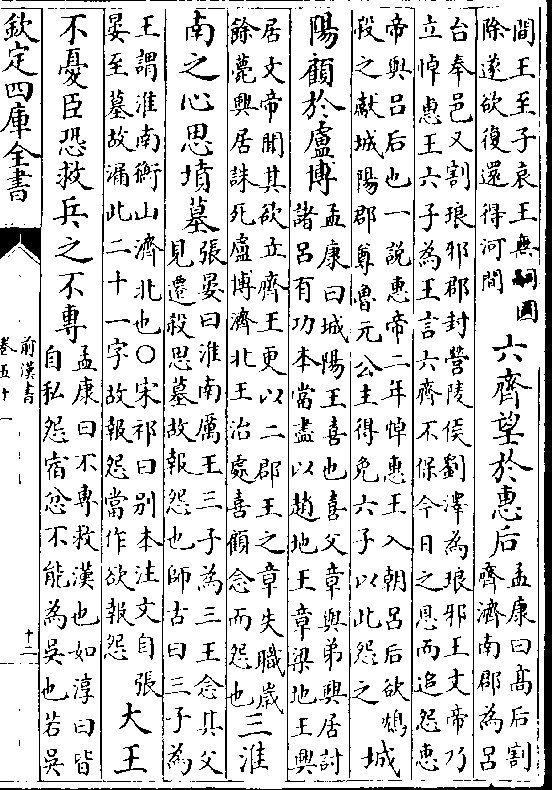 間王至子哀王無嗣國
除遂欲復還得河間
六齊望於惠后
孟康曰髙后割
齊濟南郡為呂
台奉邑又割琅邪郡封營陵侯劉澤為琅邪王文帝乃
立悼惠王六子為王言六齊不保今日之恩而追怨惠
帝與呂后也一說惠帝二年悼惠王入朝呂后欲鴆
殺之獻城陽郡尊魯元公主得免六子以此怨之
城
陽顧於盧博
孟康曰城陽王喜也喜父章與弟興居討
諸呂有功本當盡以趙地王章梁地王興
居文帝聞其欲立齊王更以二郡王之章失職歲
餘薨興居誅死盧博濟北王治處喜顧念而怨也
三淮
南之心思墳墓
張晏曰淮南厲王三子為三王念其父
見遷殺思墓故報怨也師古曰三子為
王謂淮南衡山濟北也○宋祁曰别本注文自張
晏至墓故漏此二十一字故報怨當作欲報怨
大王
不憂臣恐救兵之不專
孟康曰不專救漢也如淳曰皆
自私怨宿忿不能為吳也若吳
欽定四庫全書
前漢書
卷五十一
十三